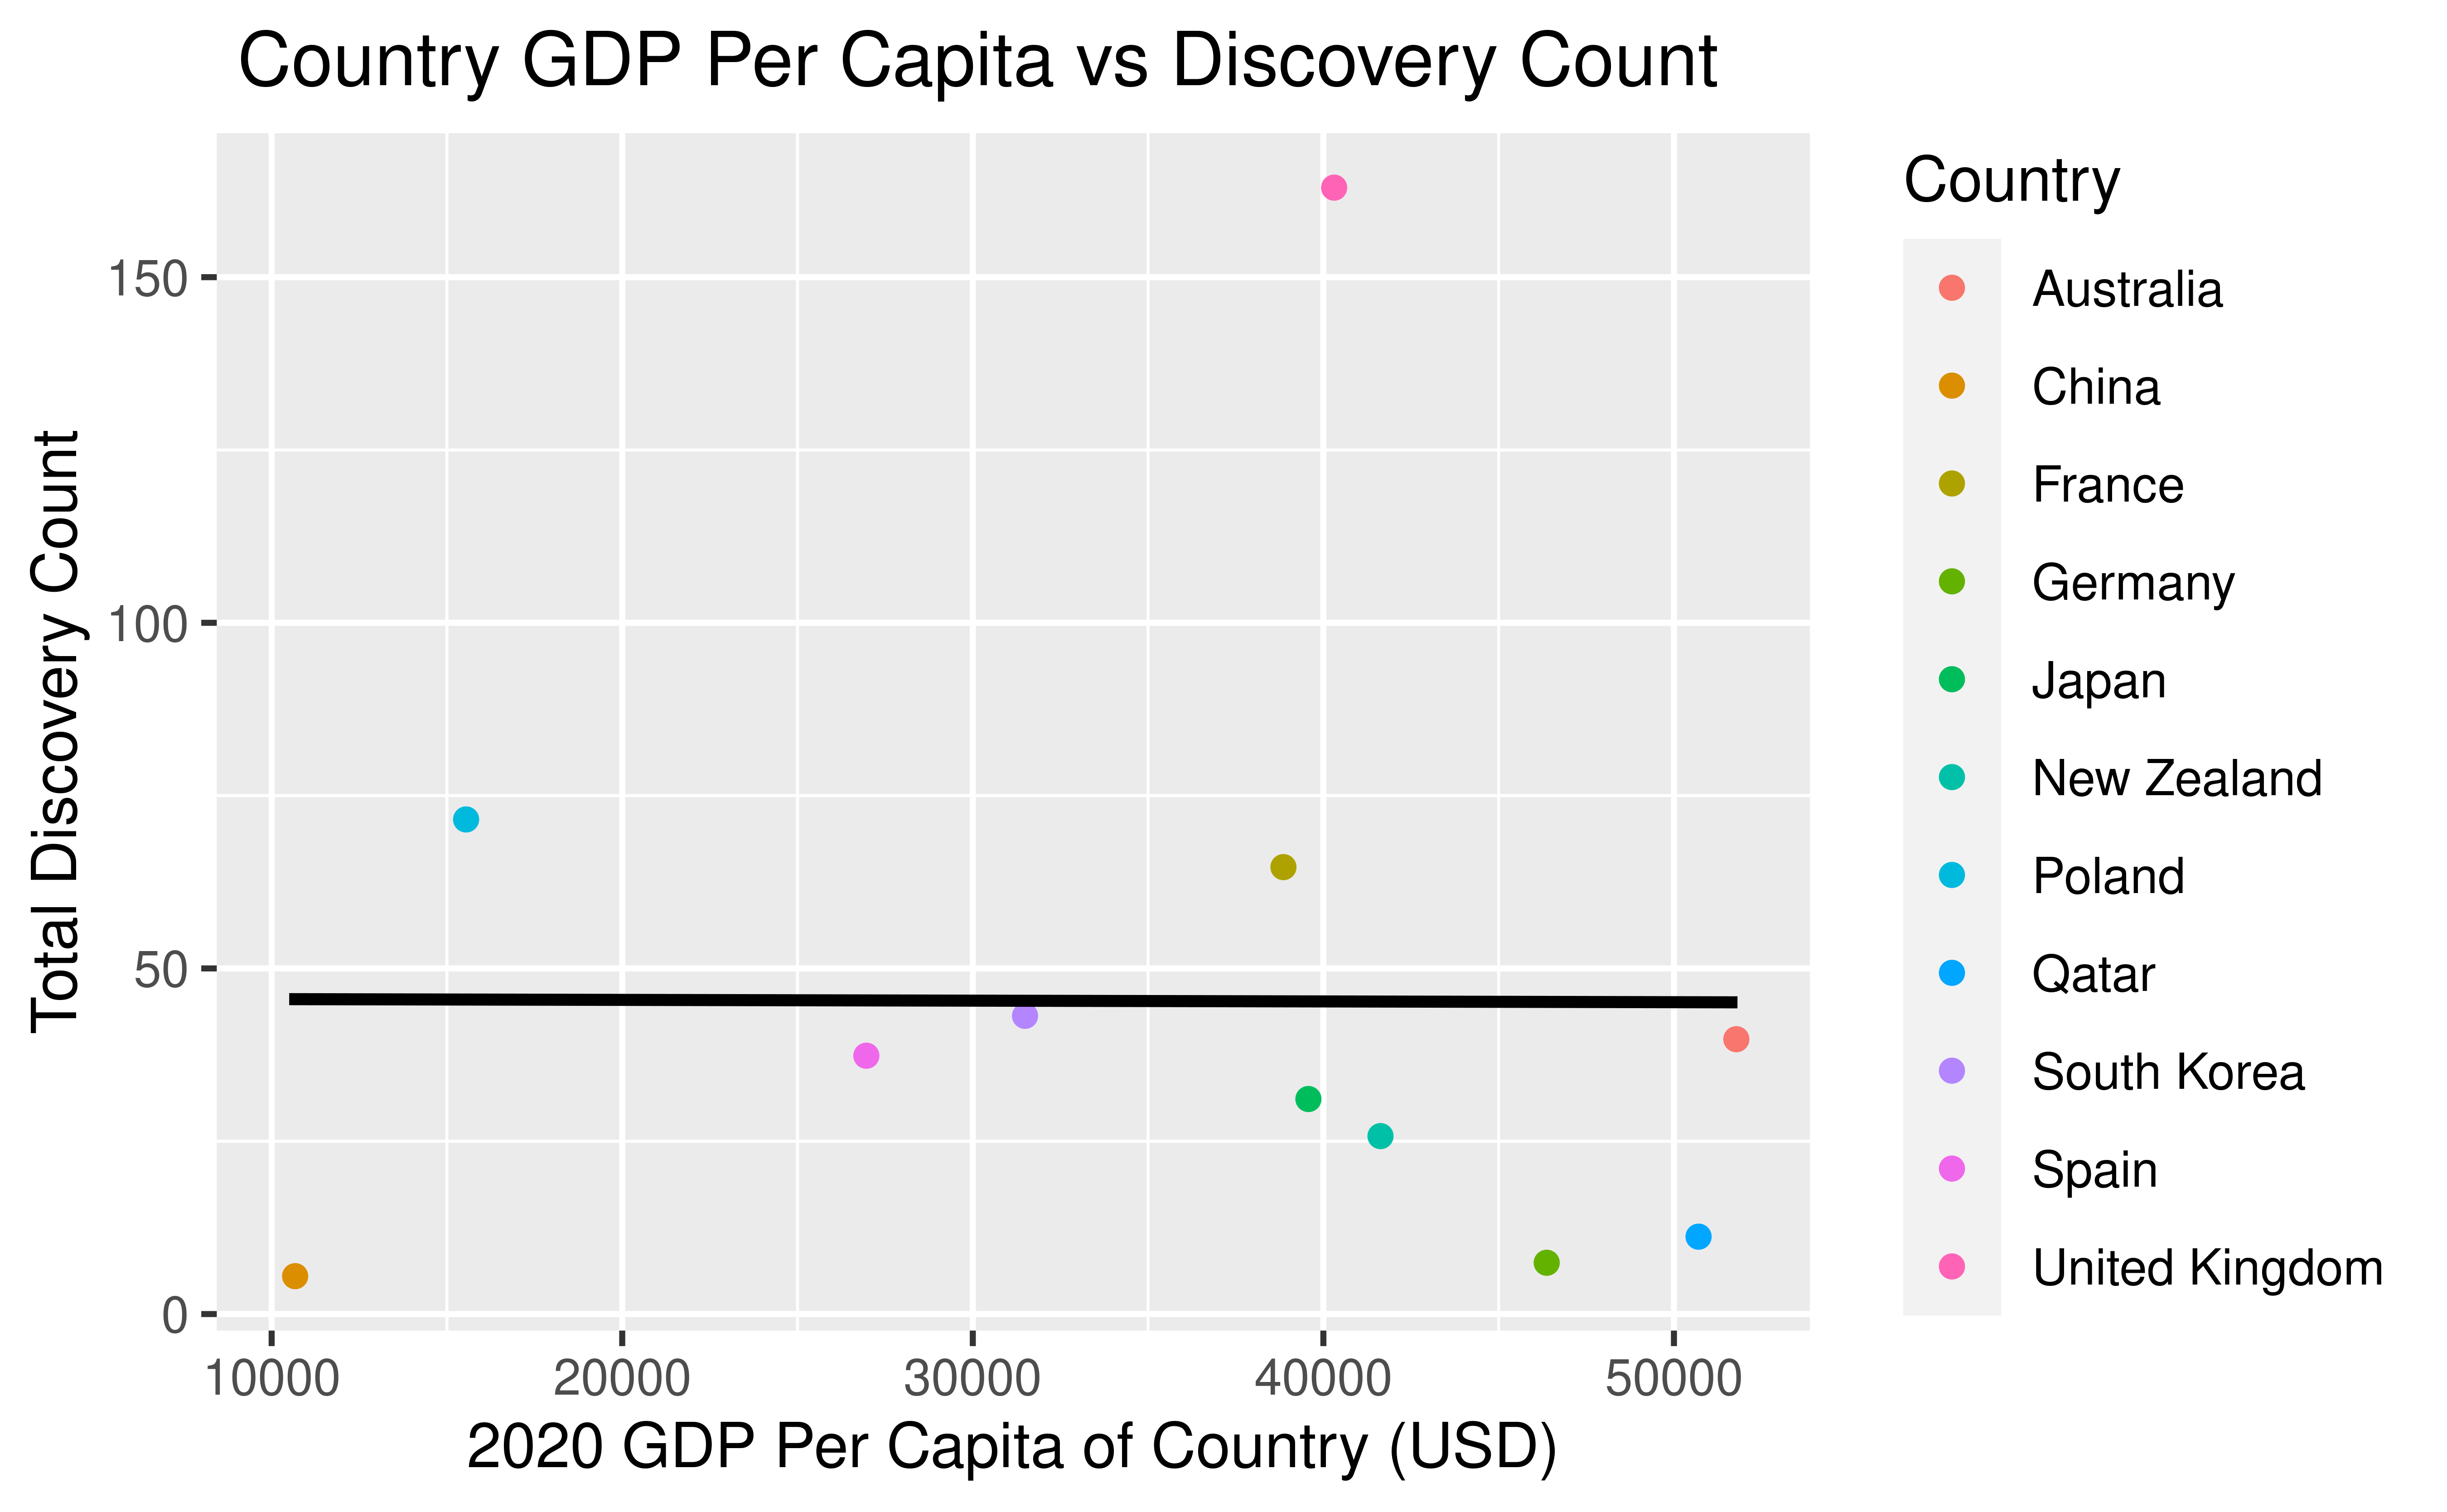 Country GDP Per Capita vs Discovery Count
Total Discovery Count
150
100
50
0
10000 20000 30000 40000 50000
2020 GDP Per Capita of Country (USD)
Country
Australia
China
France
Germany
Japan
New Zealand
Poland
Qatar
South Korea
Spain
United Kingdom